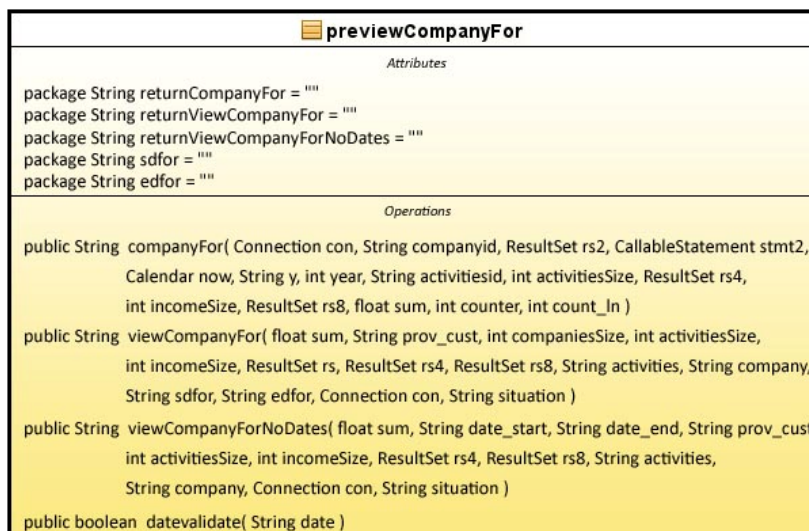 previewCompanyFor
Attributes
package String returnCompanyFor = ""
package String returnViewCompanyFor = ""
package String returnViewCompanyForNoDates = ""
package String sdfor = ""
package String edfor = ""
Operations
public String companyFor( Connection con, String companyid, ResultSet rs2, CallableStatement stmt2,
Calendar now, String y, int year, String activitiesid, int activitiesSize, ResultSet rs4,
int incomeSize, ResultSet rs8, float sum, int counter, int count_ln )
public String viewCompanyFor( float sum, String prov_cust, int companiesSize, int activitiesSize,
int incomeSize, ResultSet rs, ResultSet rs4, ResultSet rs8, String activities, String company,
String sdfor, String edfor, Connection con, String situation )
public String viewCompanyForNoDates( float sum, String date_start, String date_end, String prov_cust
int activitiesSize, int incomeSize, ResultSet rs4, ResultSet rs8, String activities,
String company, Connection con, String situation )
public boolean datevalidate( String date )